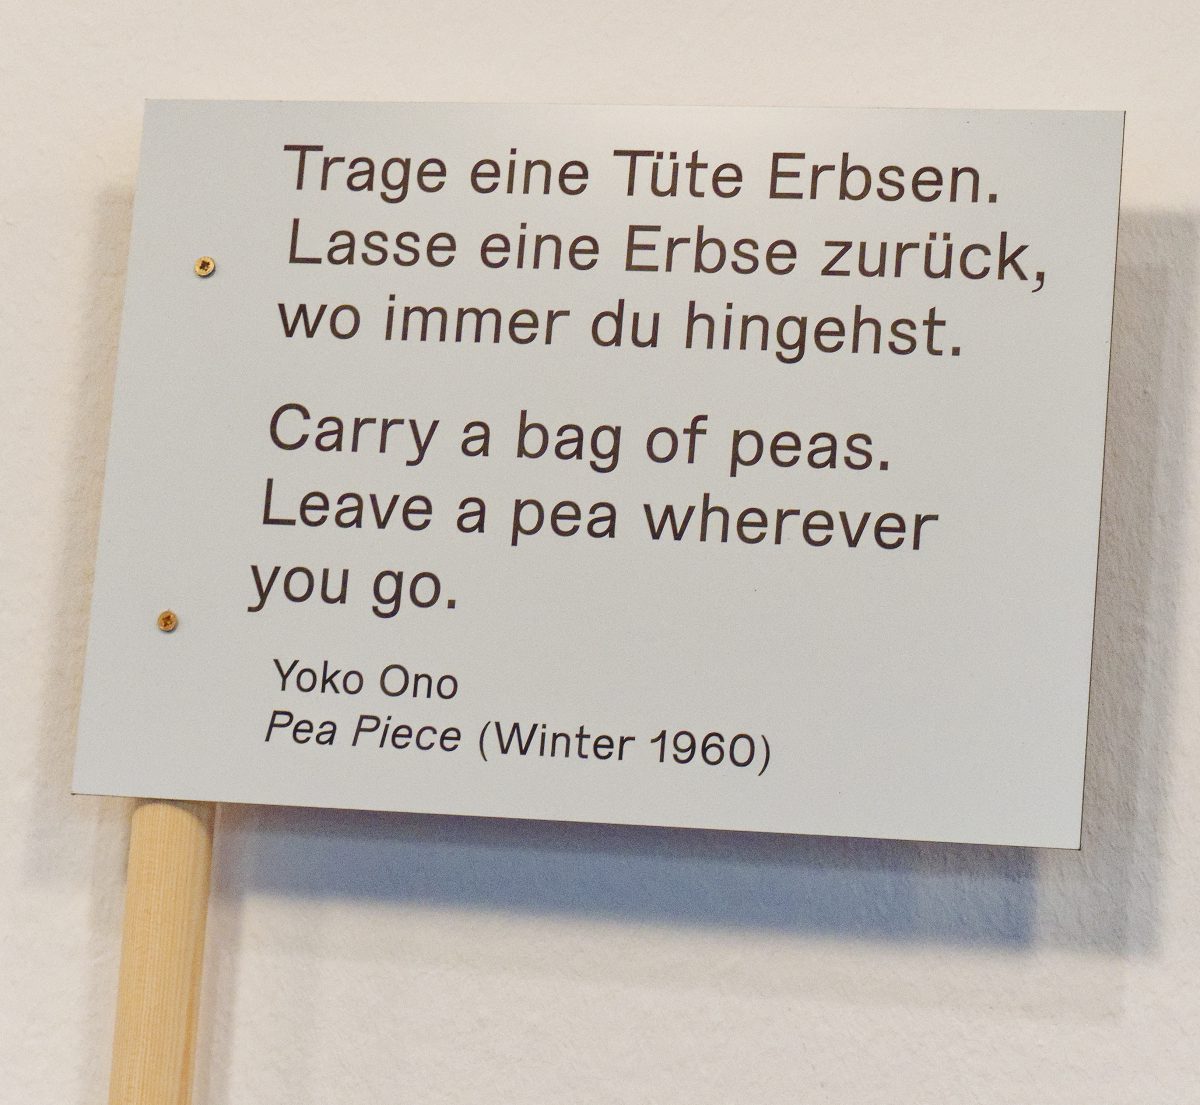 Trage eine Tüte Erbsen.
Lasse eine Erbse zurück,
wo immer du hingehst.
Carry a bag of peas.
Leave a pea wherever
you go.
Yoko Ono
Pea Piece (Winter 1960)